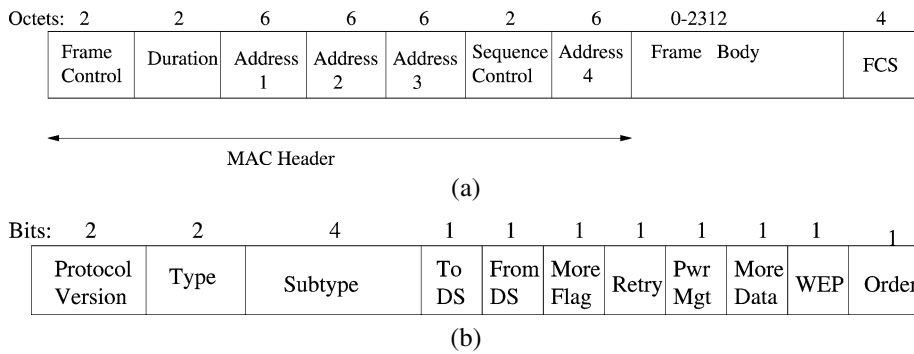 Octets: 2 2 6 6 6 2 6 0-2312 4
Frame Control Duration Address 1 Address 2 Address 3 Sequence Control Address 4 Frame Body FCS
MAC Header
(a)
Bits: 2 2 4 1 1 1 1 1 1 1 1
Protocol Version Type Subtype To DS From DS More Flag Retry Pwr Mgt More Data WEP Order
(b)